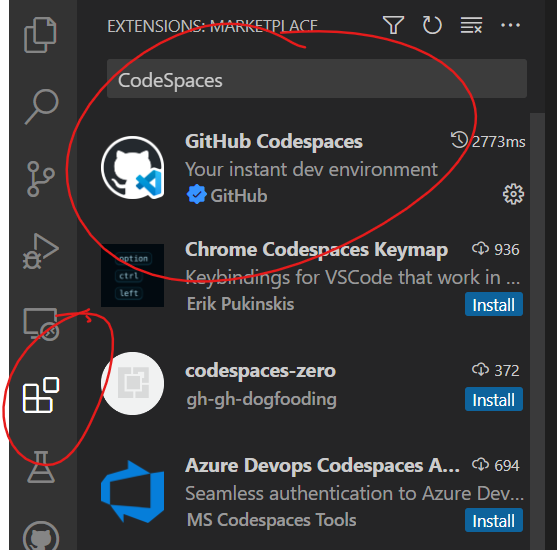 EXTENSIONS: MARKETPLACE
CodeSpaces
GitHub Codespaces
2773ms
Your instant dev environment
GitHub
Chrome Codespaces Keymap
936
Keybindings for VSCode that work in ...
Erik Pukinskis
Install
option
ctrl
left
codespaces-zero
372
gh-gh-dogfooding
Install
Azure Devops Codespaces A...
694
Seamless authentication to Azure Dev...
MS Codespaces Tools
Install